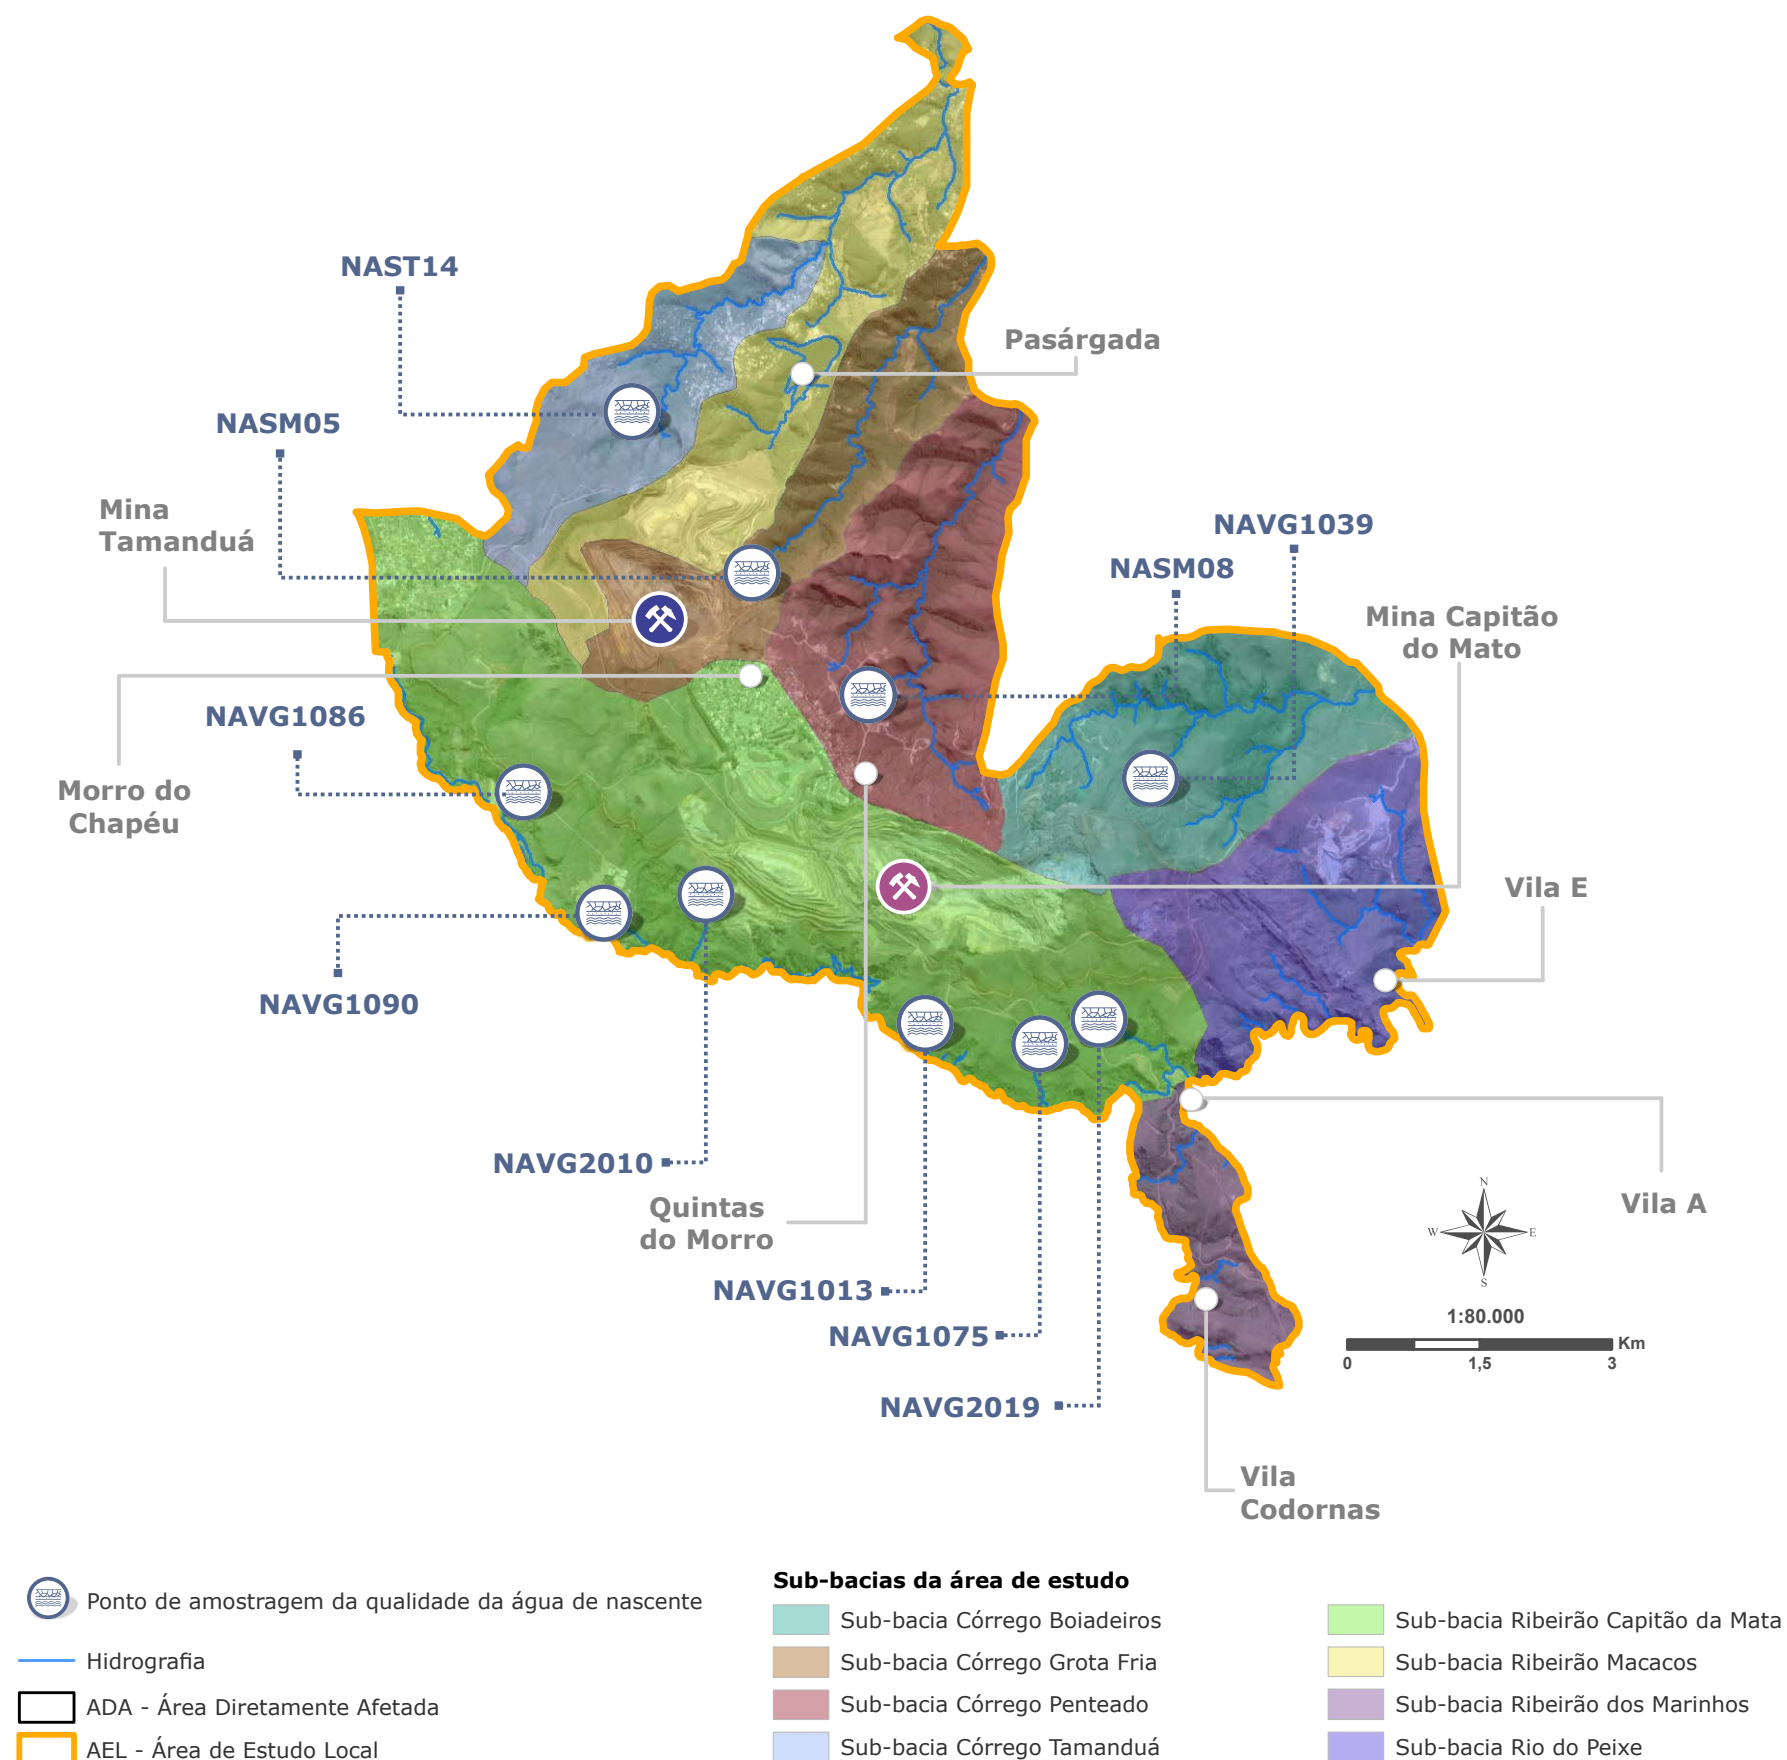 NAST14
Pasárgada
NASM05
Mina
Tamanduá
NAVG1039
NASM08
Mina Capitão
do Mato
NAVG1086
Morro do
Chapéu
Vila E
NAVG1090
NAVG2010
Quintas
do Morro
Vila A
NAVG1013
NAVG1075
NAVG2019
Vila
Codornas
N
W
E
S
1:80.000
Km
0
1,5
3
Ponto de amostragem da qualidade da água de nascente
Hidrografia
ADA - Área Diretamente Afetada
AEL - Área de Estudo Local
Sub-bacias da área de estudo
Sub-bacia Córrego Boiadeiros
Sub-bacia Córrego Grota Fria
Sub-bacia Córrego Penteado
Sub-bacia Córrego Tamanduá
Sub-bacia Ribeirão Capitão da Mata
Sub-bacia Ribeirão Macacos
Sub-bacia Ribeirão dos Marinhos
Sub-bacia Rio do Peixe